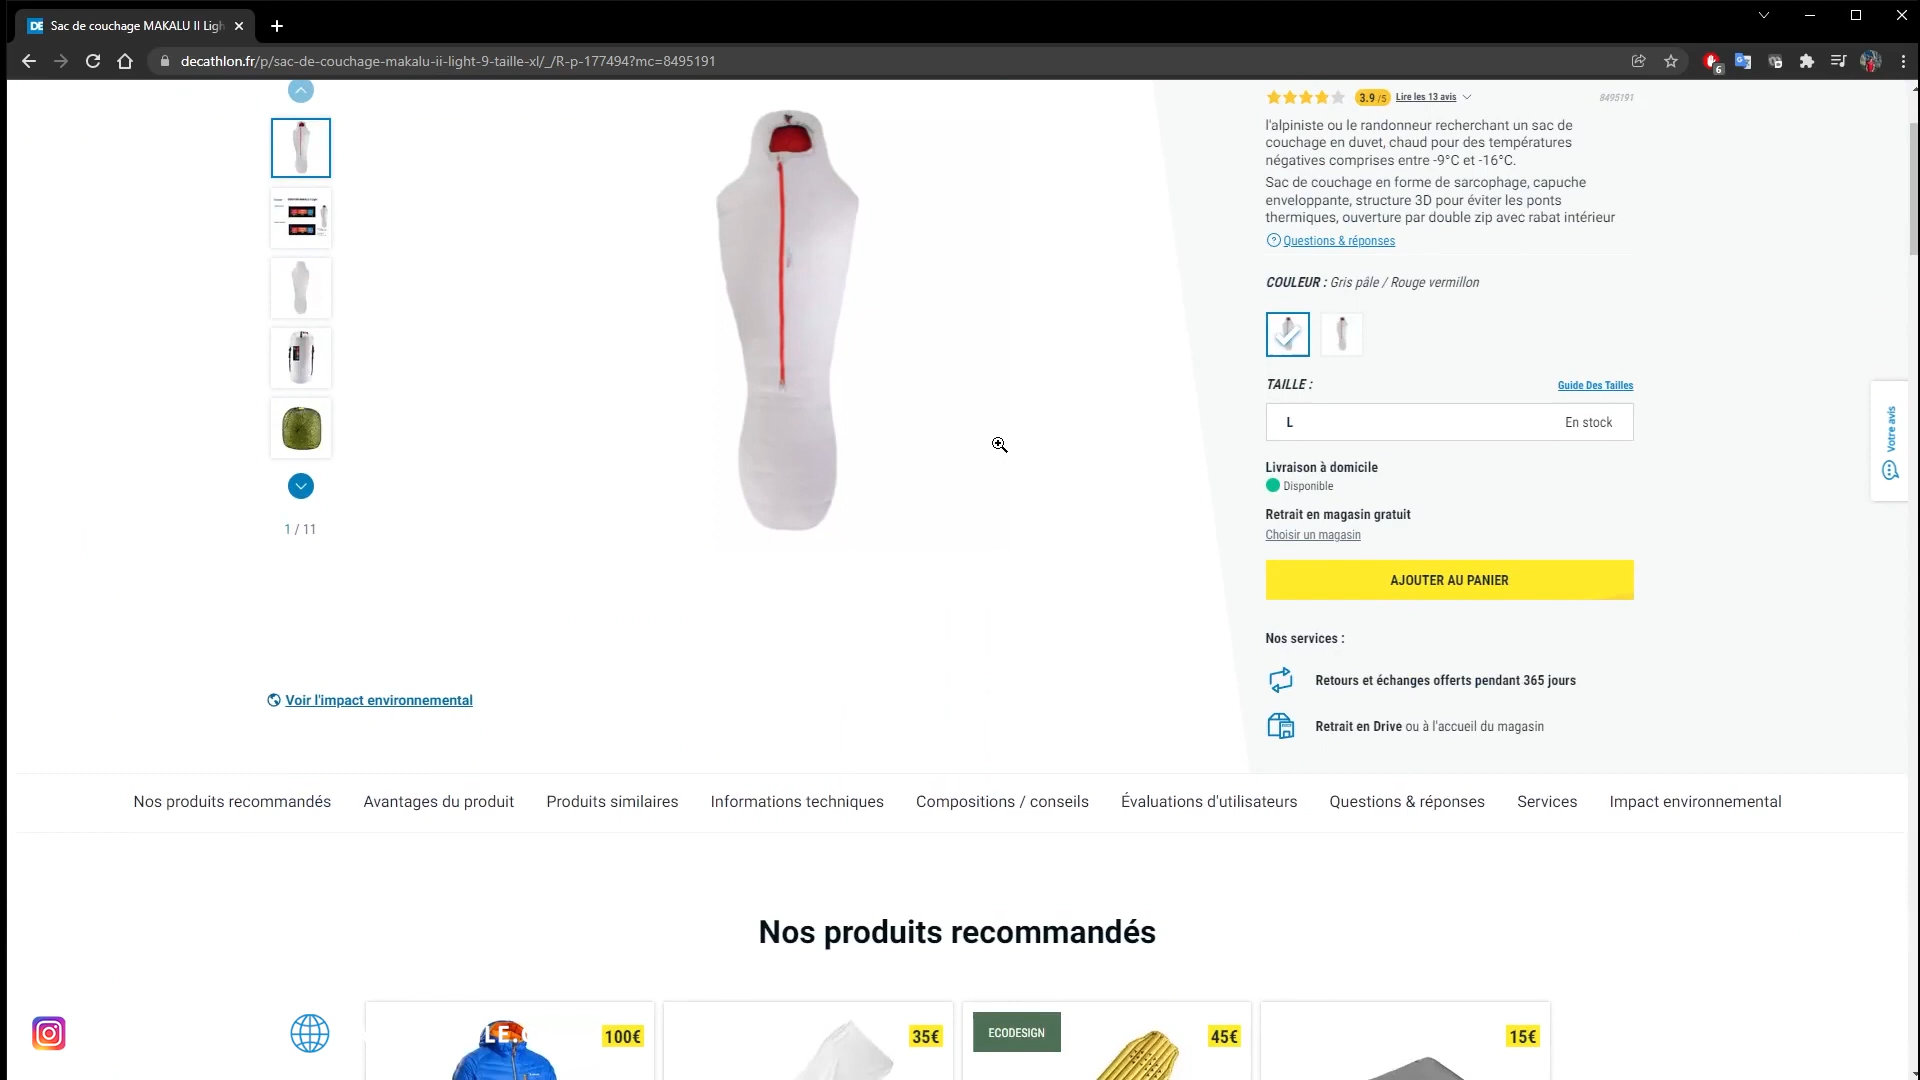 DE Sac de couchage MAKALU II Ligh
decathlon.fr/p/sac-de-couchage-makalu-ii-light-9-taille-xl/_/R-p-177494?mc=8495191
6
3.9 /5 Lire les 13 avis
8495191
l'alpiniste ou le randonneur recherchant un sac de
couchage en duvet, chaud pour des températures
négatives comprises entre -9°C et -16°C.
Sac de couchage en forme de sarcophage, capuche
enveloppante, structure 3D pour éviter les ponts
thermiques, ouverture par double zip avec rabat intérieur
Questions & réponses
COULEUR : Gris pâle / Rouge vermillon
TAILLE :
Guide Des Tailles
L
En stock
Livraison à domicile
Disponible
Retrait en magasin gratuit
Choisir un magasin
AJOUTER AU PANIER
Nos services :
Retours et échanges offerts pendant 365 jours
Retrait en Drive ou à l'accueil du magasin
Votre avis
1 / 11
Voir l'impact environnemental
Nos produits recommandés
Avantages du produit
Produits similaires
Informations techniques
Compositions / conseils
Évaluations d'utilisateurs
Questions & réponses
Services
Impact environnemental
Nos produits recommandés
LE.
100€
35€
ECODESIGN
45€
15€